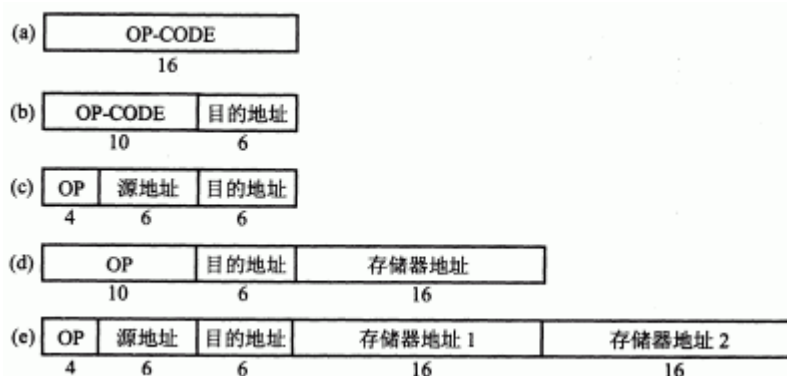 (a) OP-CODE
16
(b) OP-CODE 目的地址
10 6
(c) OP 源地址 目的地址
4 6 6
(d) OP 目的地址 存储器地址
10 6 16
(e) OP 源地址 目的地址 存储器地址 1 存储器地址 2
4 6 6 16 16